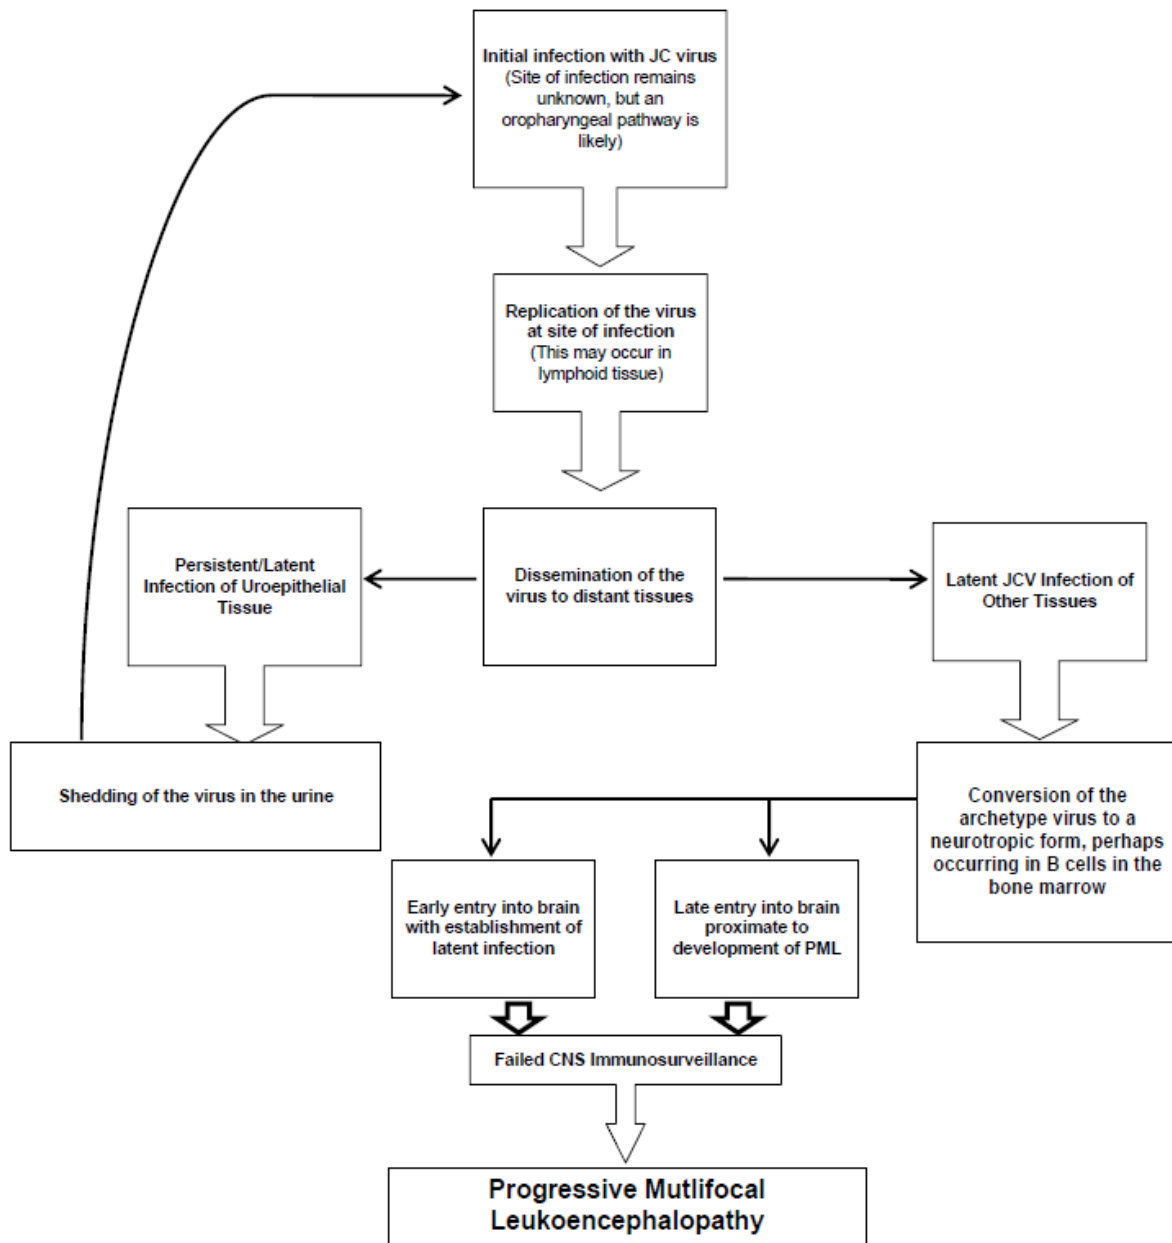 Initial infection with JC virus
(Site of infection remains
unknown, but an
oropharyngeal pathway is
likely)
Replication of the virus
at site of infection
(This may occur in
lymphoid tissue)
Persistent/Latent
Infection of Uroepithelial
Tissue
Dissemination of the
virus to distant tissues
Latent JCV Infection of
Other Tissues
Shedding of the virus in the urine
Conversion of the
archetype virus to a
neurotropic form, perhaps
occurring in B cells in the
bone marrow
Early entry into brain
with establishment of
latent infection
Late entry into brain
proximate to
development of PML
Failed CNS Immunosurveillance
Progressive Mutlifocal
Leukoencephalopathy